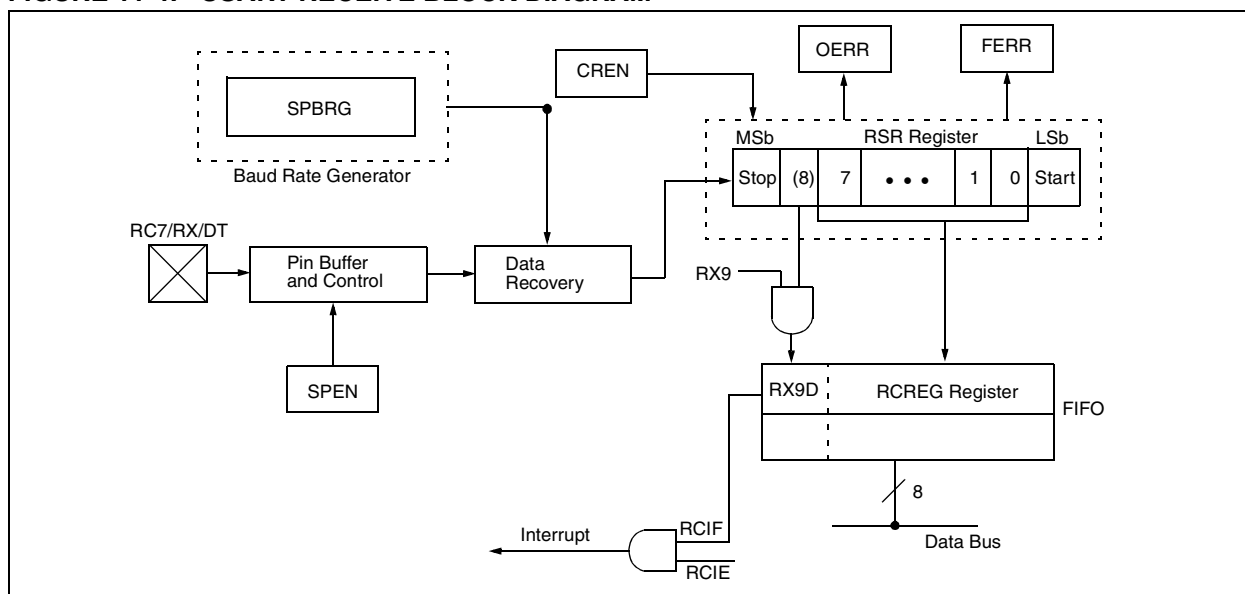 OERR
FERR
CREN
SPBRG
Baud Rate Generator
MSb
RSR Register
LSb
Stop (8) 7 • • • 1 0 Start
RC7/RX/DT
Pin Buffer
and Control
Data
Recovery
RX9
SPEN
RX9D
RCREG Register
FIFO
8
Data Bus
Interrupt
RCIF
RCIE